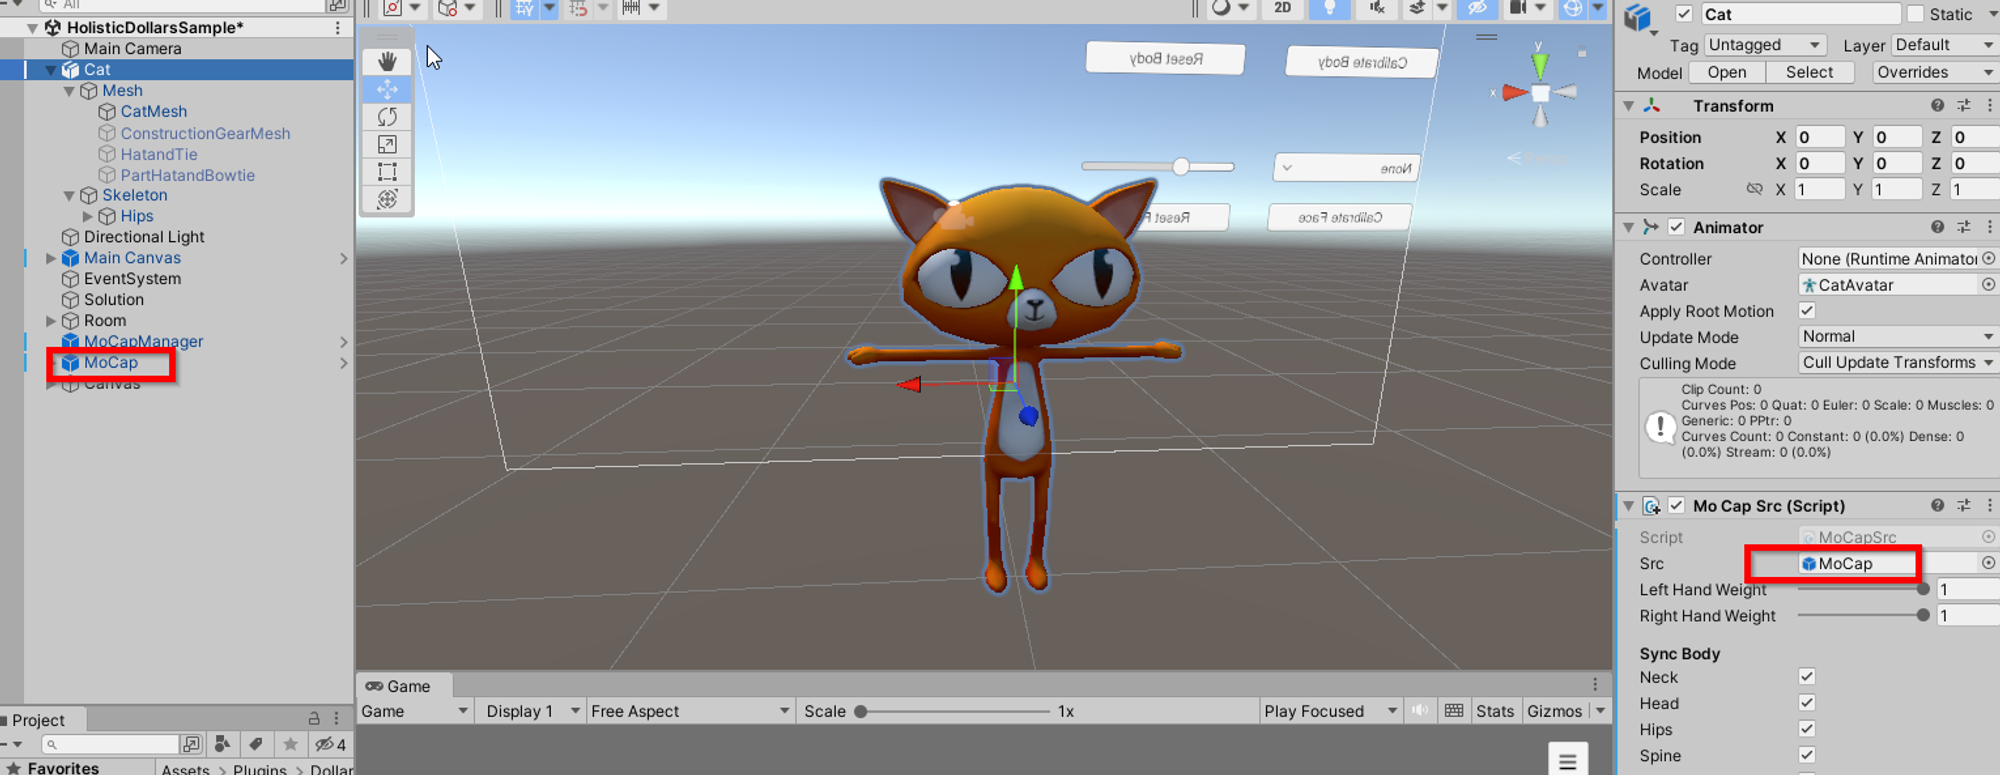 All
HolisticDollarsSample*
Main Camera
Cat
Mesh
CatMesh
ConstructionGearMesh
HatandTie
PartHatandBowtie
Skeleton
Hips
Directional Light
Main Canvas
EventSystem
Solution
Room
MoCapManager
MoCap
Canvas
Project
4
Favorites
Assets > Plugins > Dollar
2D
Reset Body
Calibrate Body
None
Reset F
Calibrate Face
y
x
Game
Game
Display 1
Free Aspect
Scale
1x
Play Focused
Stats
Gizmos
Cat
Static
Tag Untagged
Layer Default
Model Open Select Overrides
Transform
Position X 0 Y 0 Z 0
Rotation X 0 Y 0 Z 0
Scale X 1 Y 1 Z 1
Animator
Controller None (Runtime Animator
Avatar CatAvatar
Apply Root Motion
Update Mode Normal
Culling Mode Cull Update Transforms
Clip Count: 0
Curves Pos: 0 Quat: 0 Euler: 0 Scale: 0 Muscles: 0
Generic: 0 PPtr: 0
Curves Count: 0 Constant: 0 (0.0%) Dense: 0
(0.0%) Stream: 0 (0.0%)
Mo Cap Src (Script)
Script MoCapSrc
Src MoCap
Left Hand Weight 1
Right Hand Weight 1
Sync Body
Neck
Head
Hips
Spine